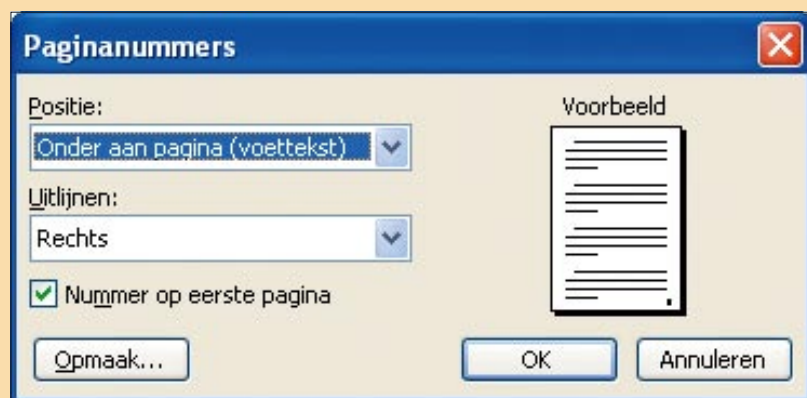 Paginanummers
Positie:
Onder aan pagina (voettekst)
Uitlijnen:
Rechts
Nummer op eerste pagina
Voorbeeld
Opmaak...
OK
Annuleren